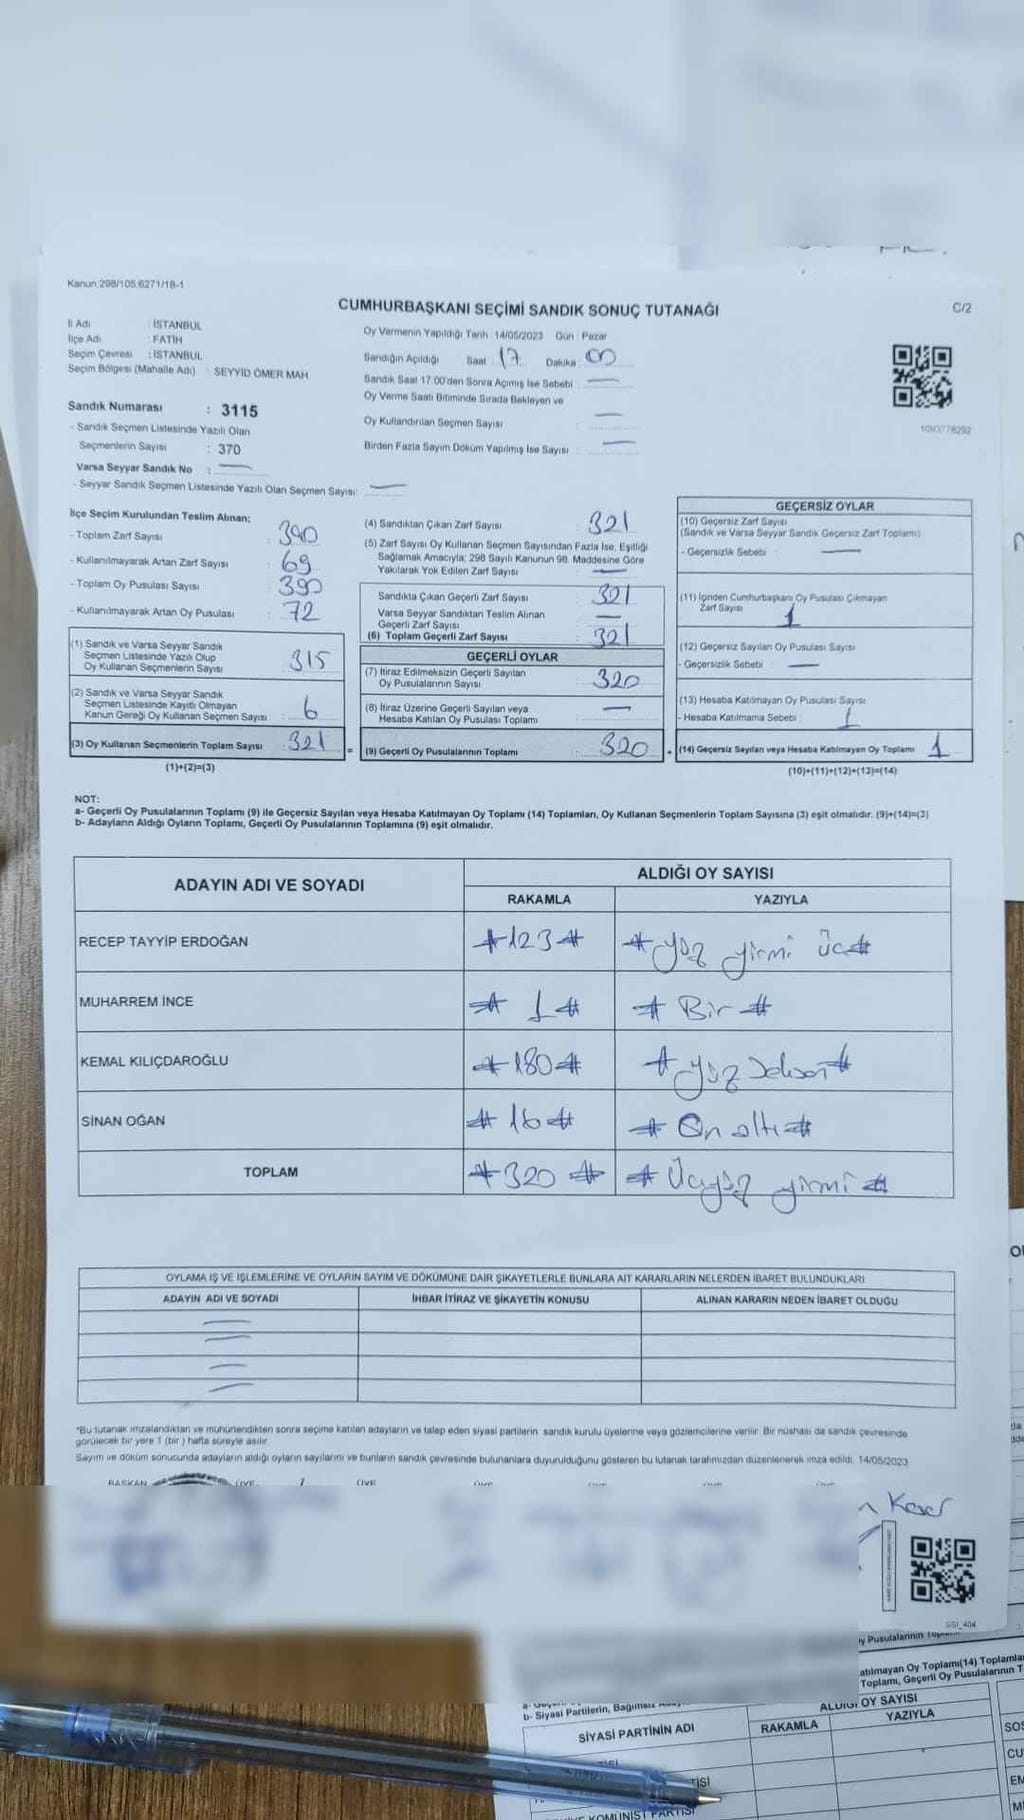 Kanun:298/105;6271/18-1
CUMHURBAŞKANI SEÇİMİ SANDIK SONUÇ TUTANAĞI
C/2
İl Adı : İSTANBUL
İlçe Adı : FATİH
Seçim Çevresi : İSTANBUL
Seçim Bölgesi (Mahalle Adı) SEYYİD ÖMER MAH.
Oy Vermenin Yapıldığı Tarih :14/05/2023 Gün : Pazar
Sandığın Açıldığı Saat : 17 Dakika : 00
Sandık Saat 17.00'den Sonra Açımış İse Sebebi : —
Oy Verme Saati Bitiminde Sırada Bekleyen ve
Oy Kullandırılan Seçmen Sayısı : —
Birden Fazla Sayım Döküm Yapılmış İse Sayısı : —
Sandık Numarası : 3115
- Sandık Seçmen Listesinde Yazılı Olan
Seçmenlerin Sayısı : 370
Varsa Seyyar Sandık No : —
- Seyyar Sandık Seçmen Listesinde Yazılı Olan Seçmen Sayısı: —
İlçe Seçim Kurulundan Teslim Alınan;
- Toplam Zarf Sayısı : 390
- Kullanılmayarak Artan Zarf Sayısı : 69
- Toplam Oy Pusulası Sayısı : 390
- Kullanılmayarak Artan Oy Pusulası : 72
(1) Sandık ve Varsa Seyyar Sandık
Seçmen Listesinde Yazılı Olup
Oy Kullanan Seçmenlerin Sayısı : 315
(2) Sandık ve Varsa Seyyar Sandık
Seçmen Listesinde Kayıtlı Olmayan
Kanun Gereği Oy Kullanan Seçmen Sayısı : 6
(3) Oy Kullanan Seçmenlerin Toplam Sayısı : 321
(1)+(2)=(3)
(4) Sandıktan Çıkan Zarf Sayısı : 321
(5) Zarf Sayısı Oy Kullanan Seçmen Sayısından Fazla İse, Eşitliği
Sağlamak Amacıyla; 298 Sayılı Kanunun 98. Maddesine Göre
Yakılarak Yok Edilen Zarf Sayısı : —
Sandıkta Çıkan Geçerli Zarf Sayısı : 321
Varsa Seyyar Sandıktan Teslim Alınan
Geçerli Zarf Sayısı : —
(6) Toplam Geçerli Zarf Sayısı : 321
GEÇERLİ OYLAR
(7) İtiraz Edilmeksizin Geçerli Sayılan
Oy Pusulalarının Sayısı : 320
(8) İtiraz Üzerine Geçerli Sayılan veya
Hesaba Katılan Oy Pusulası Toplamı : —
= (9) Geçerli Oy Pusulalarının Toplamı : 320 +
GEÇERSİZ OYLAR
(10) Geçersiz Zarf Sayısı
(Sandık ve Varsa Seyyar Sandık Geçersiz Zarf Toplamı)
- Geçersizlik Sebebi : —
(11) İçinden Cumhurbaşkanı Oy Pusulası Çıkmayan
Zarf Sayısı : 1
(12) Geçersiz Sayılan Oy Pusulası Sayısı
- Geçersizlik Sebebi : —
(13) Hesaba Katılmayan Oy Pusulası Sayısı
- Hesaba Katılmama Sebebi : 1
(14) Geçersiz Sayılan veya Hesaba Katılmayan Oy Toplamı 1
(10)+(11)+(12)+(13)=(14)
NOT:
a- Geçerli Oy Pusulalarının Toplamı (9) ile Geçersiz Sayılan veya Hesaba Katılmayan Oy Toplamı (14) Toplamları, Oy Kullanan Seçmenlerin Toplam Sayısına (3) eşit olmalıdır. (9)+(14)=(3)
b- Adayların Aldığı Oyların Toplamı, Geçerli Oy Pusulalarının Toplamına (9) eşit olmalıdır.
ADAYIN ADI VE SOYADI
ALDIĞI OY SAYISI
RAKAMLA YAZIYLA
RECEP TAYYİP ERDOĞAN #123# #yüz yirmi üç#
MUHARREM İNCE # 1# # Bir #
KEMAL KILIÇDAROĞLU #180# # yüz seksen#
SİNAN OĞAN # 16# # On altı#
TOPLAM #320 # # Üçyüz yirmi #
OYLAMA İŞ VE İŞLEMLERİNE VE OYLARIN SAYIM VE DÖKÜMÜNE DAİR ŞİKAYETLERLE BUNLARA AİT KARARLARIN NELERDEN İBARET BULUNDUKLARI
ADAYIN ADI VE SOYADI İHBAR İTİRAZ VE ŞİKAYETİN KONUSU ALINAN KARARIN NEDEN İBARET OLDUĞU
*Bu tutanak imzalandıktan ve mühürlendikten sonra seçime katılan adayların ve talep eden siyasi partilerin sandık kurulu üyelerine veya gözlemcilerine verilir. Bir nüshası da sandık çevresinde
görülecek bir yere 1 (bir ) hafta süreyle asılır.
Sayım ve döküm sonucunda adayların aldığı oyların sayılarını ve bunların sandık çevresinde bulunanlara duyurulduğunu gösteren bu tutanak tarafımızdan düzenlenerek imza edildi. 14/05/2023
BAŞKAN ÜYE ÜYE
Keser
SSI_404
Oy Pusulalarının
atılmayan Oy Toplamı(14) Toplamla
Toplamı, Geçerli Oy Pusulasının T
b- Siyasi Partilerin, Bağımsız
SİYASİ PARTİNİN ADI
ALDIĞI OY SAYISI
RAKAMLA YAZIYLA
KOMÜNİST PARTİSİ